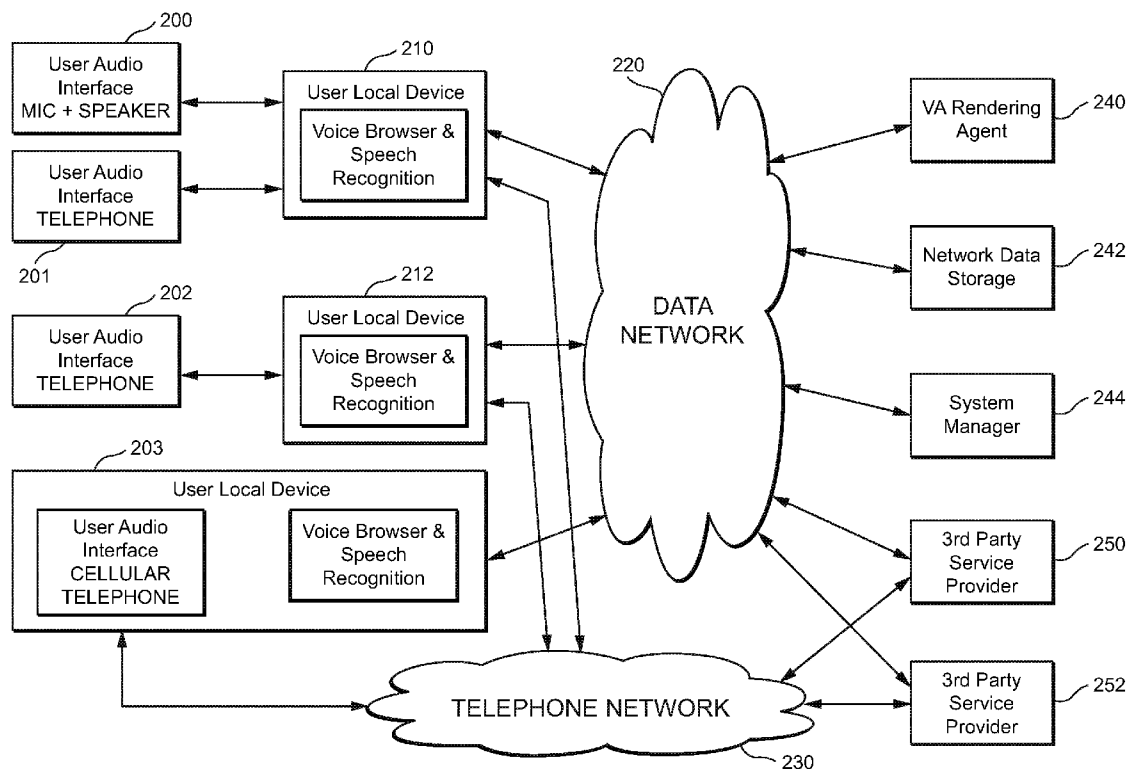 200
User Audio
Interface
MIC + SPEAKER
User Audio
Interface
TELEPHONE
201
210
User Local Device
Voice Browser &
Speech
Recognition
202
User Audio
Interface
TELEPHONE
212
User Local Device
Voice Browser &
Speech
Recognition
203
User Local Device
User Audio
Interface
CELLULAR
TELEPHONE
Voice Browser &
Speech
Recognition
220
DATA
NETWORK
TELEPHONE NETWORK
230
VA Rendering
Agent
240
Network Data
Storage
242
System
Manager
244
3rd Party
Service
Provider
250
3rd Party
Service
Provider
252